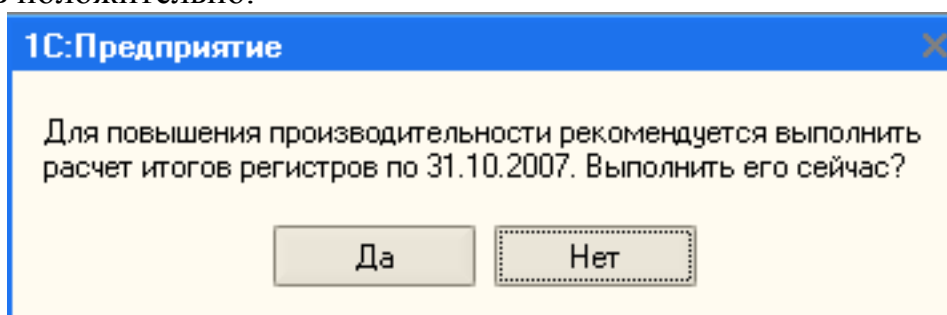 положительно:
1С:Предприятие
Для повышения производительности рекомендуется выполнить
расчет итогов регистров по 31.10.2007. Выполнить его сейчас?
Да
Нет